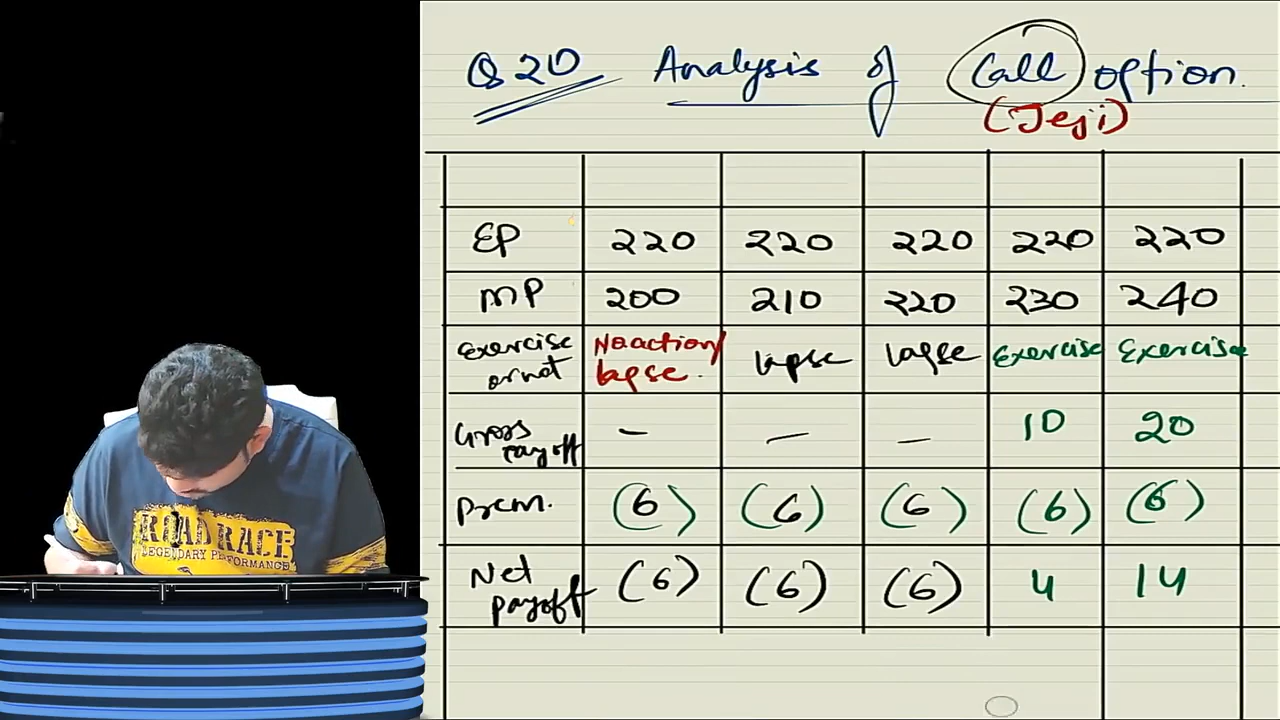 Q 20 Analysis of Call option.
(Teji)
EP 220 220 220 220 220
MP 200 210 220 230 240
Exercise or not No action/ lapse. lapse lapse Exercise Exercise
Gross payoff - - - 10 20
Prem. (6) (6) (6) (6) (6)
Net payoff (6) (6) (6) 4 14
ROAD RACE
LEGENDARY PERFORMANCE